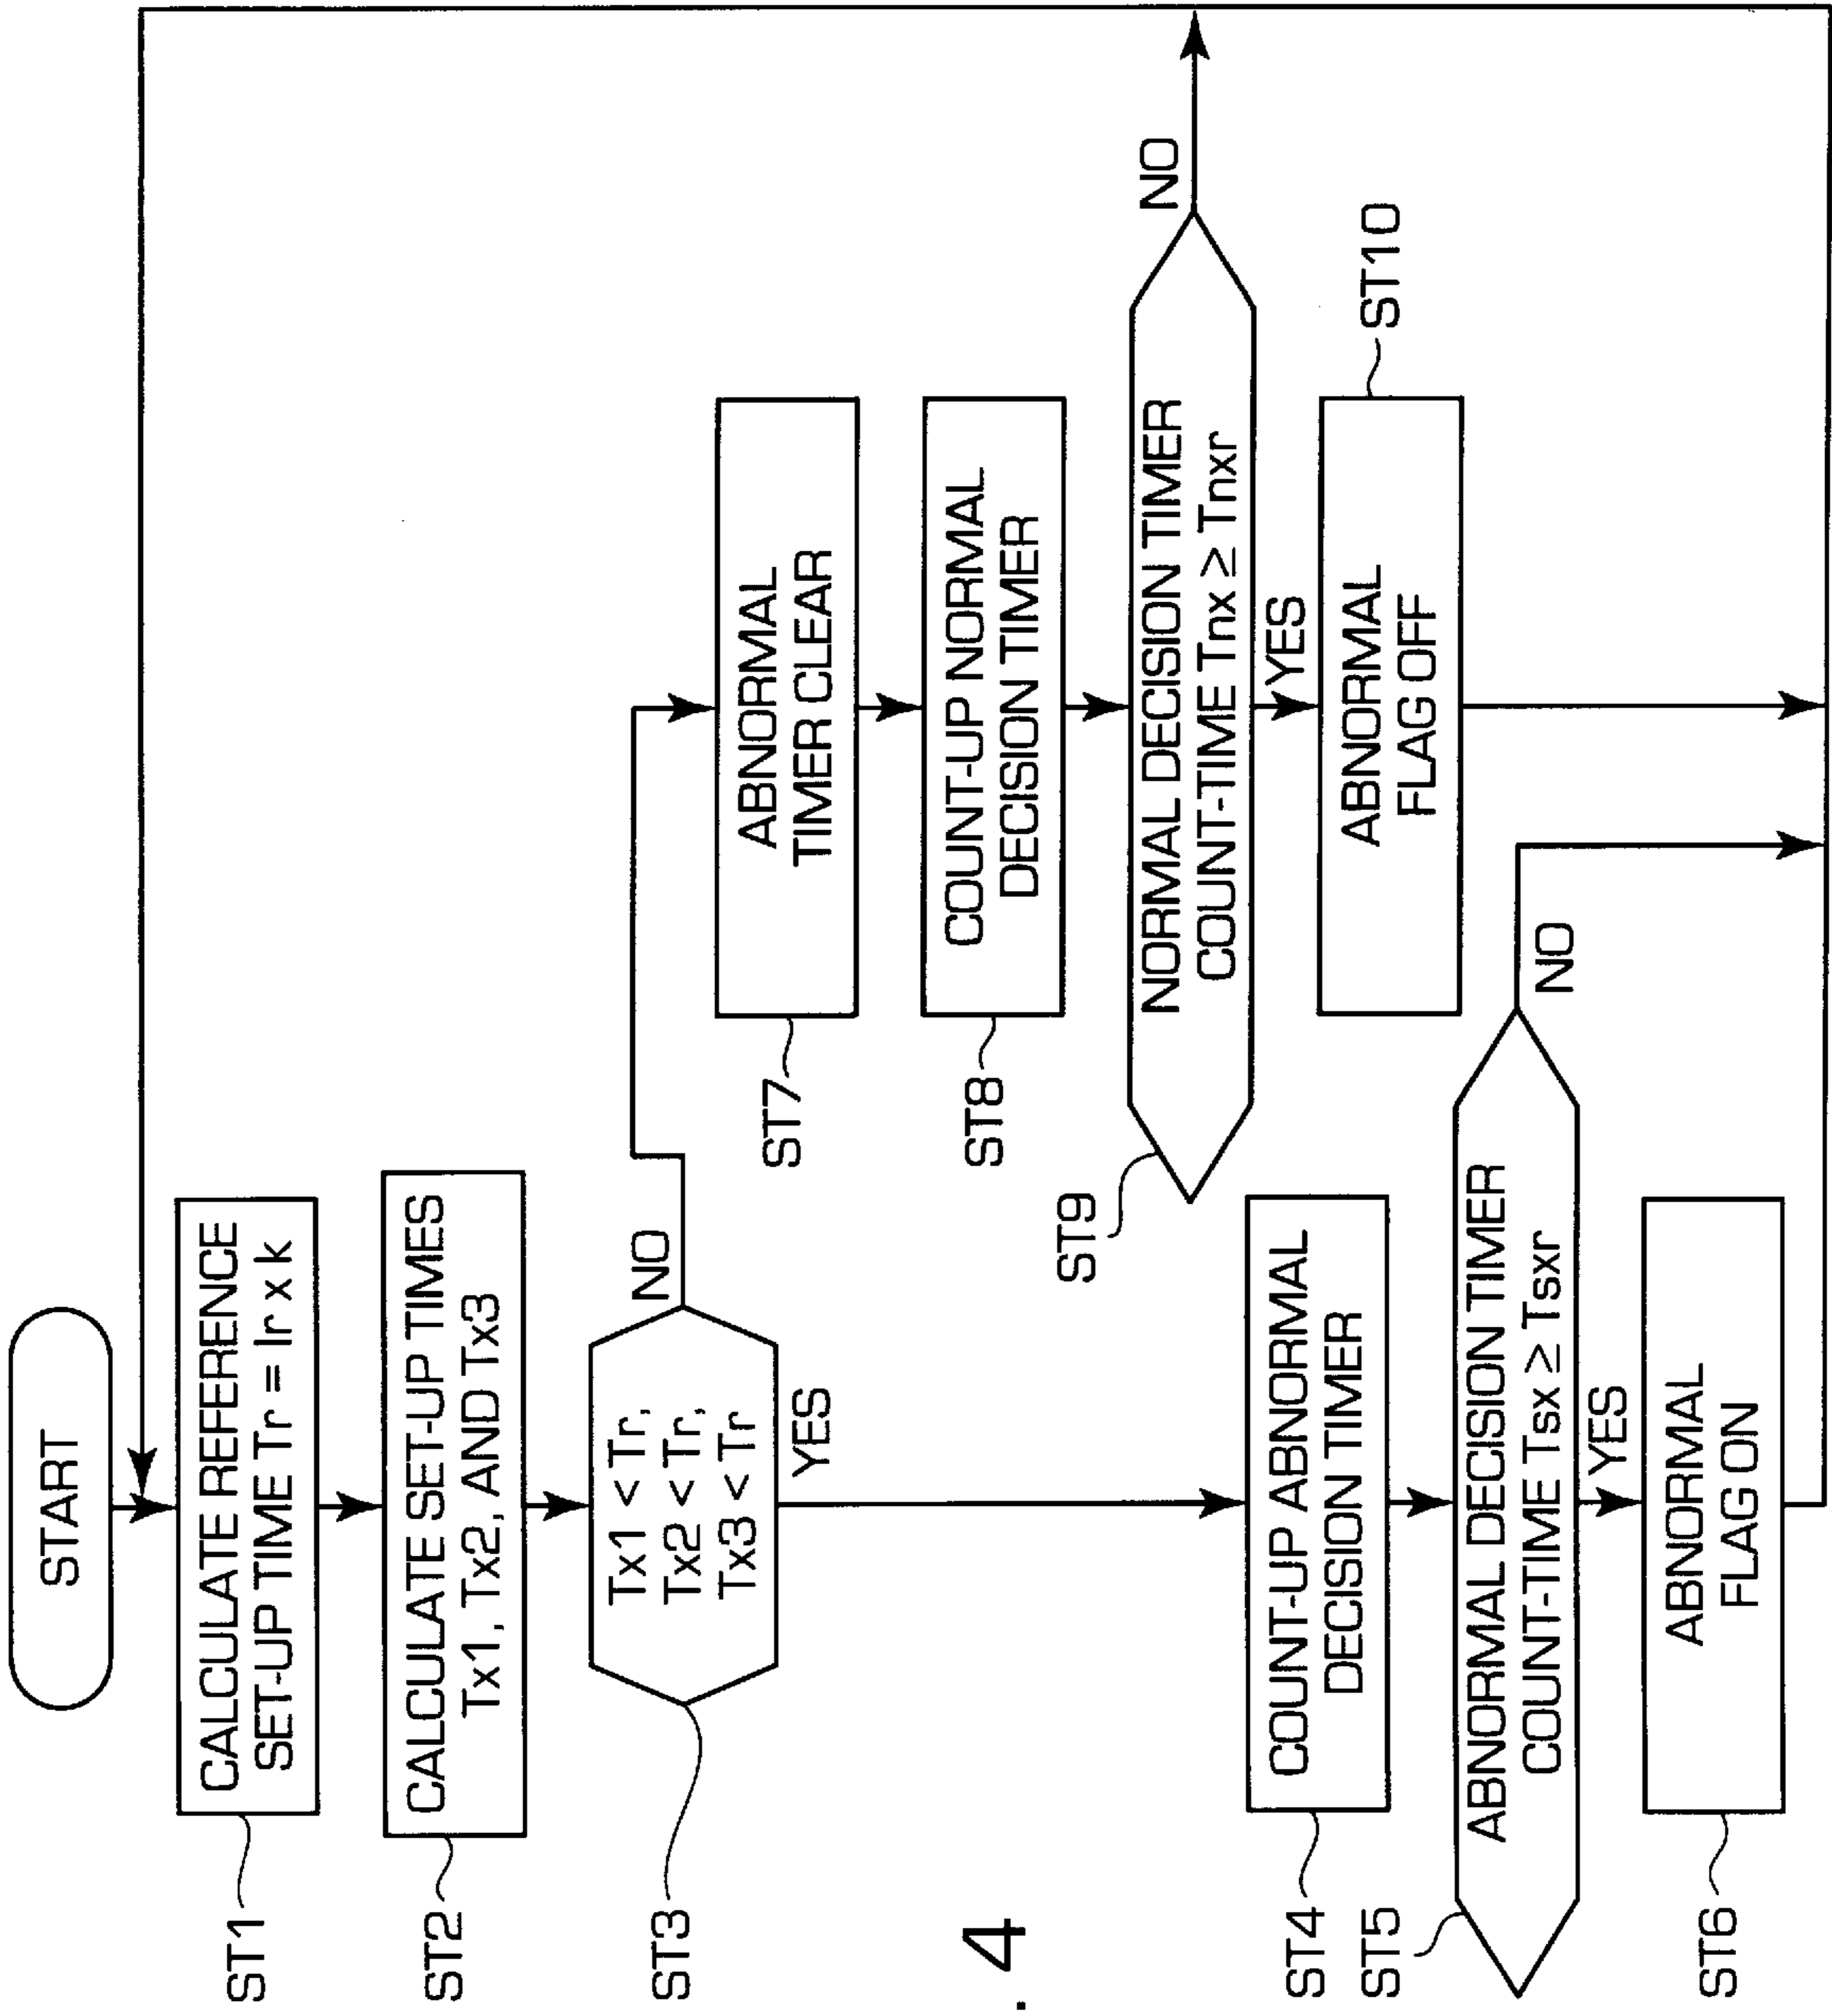 START
CALCULATE REFERENCE
SET-UP TIME Tr = Ir x k
ST1
CALCULATE SET-UP TIMES
Tx1, Tx2, AND Tx3
ST2
Tx1 < Tr,
Tx2 < Tr,
Tx3 < Tr
ST3
NO
YES
. 4
COUNT-UP ABNORMAL
DECISION TIMER
ST4
ABNORMAL DECISION TIMER
COUNT-TIME Tsx ≥ Tsxr
ST5
NO
YES
ABNORMAL
FLAG ON
ST6
ABNORMAL
TIMER CLEAR
ST7
COUNT-UP NORMAL
DECISION TIMER
ST8
NORMAL DECISION TIMER
COUNT-TIME Tnx ≥ Tnxr
ST9
NO
YES
ABNORMAL
FLAG OFF
ST10